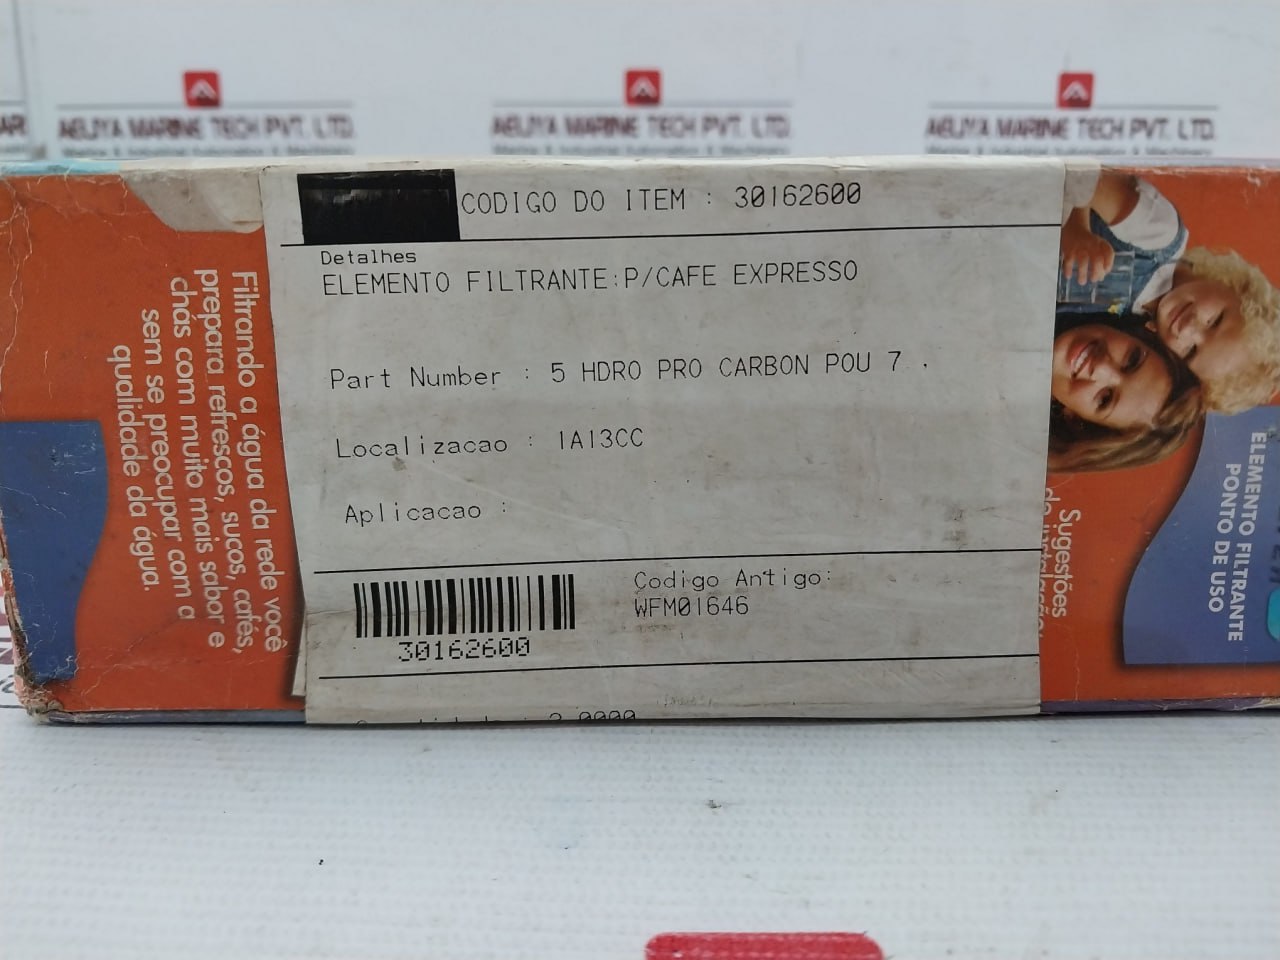 AEUJYA MARINE TECH PVT. LTD.
AEUJYA MARINE TECH PVT. LTD.
AEUJYA MARINE TECH PVT. LTD.
CODIGO DO ITEM : 30162600
Detalhes
ELEMENTO FILTRANTE:P/CAFE EXPRESSO
Part Number : 5 HDRO PRO CARBON POU 7 .
Localizacao : 1A13CC
Aplicacao :
30162600
Codigo Antigo:
WFM01646
Filtrando a água da rede você
prepara refrescos, sucos, cafés,
chás com muito mais sabor e
sem se preocupar com a
qualidade da água.
Sugestões
ELEMENTO FILTRANTE
PONTO DE USO